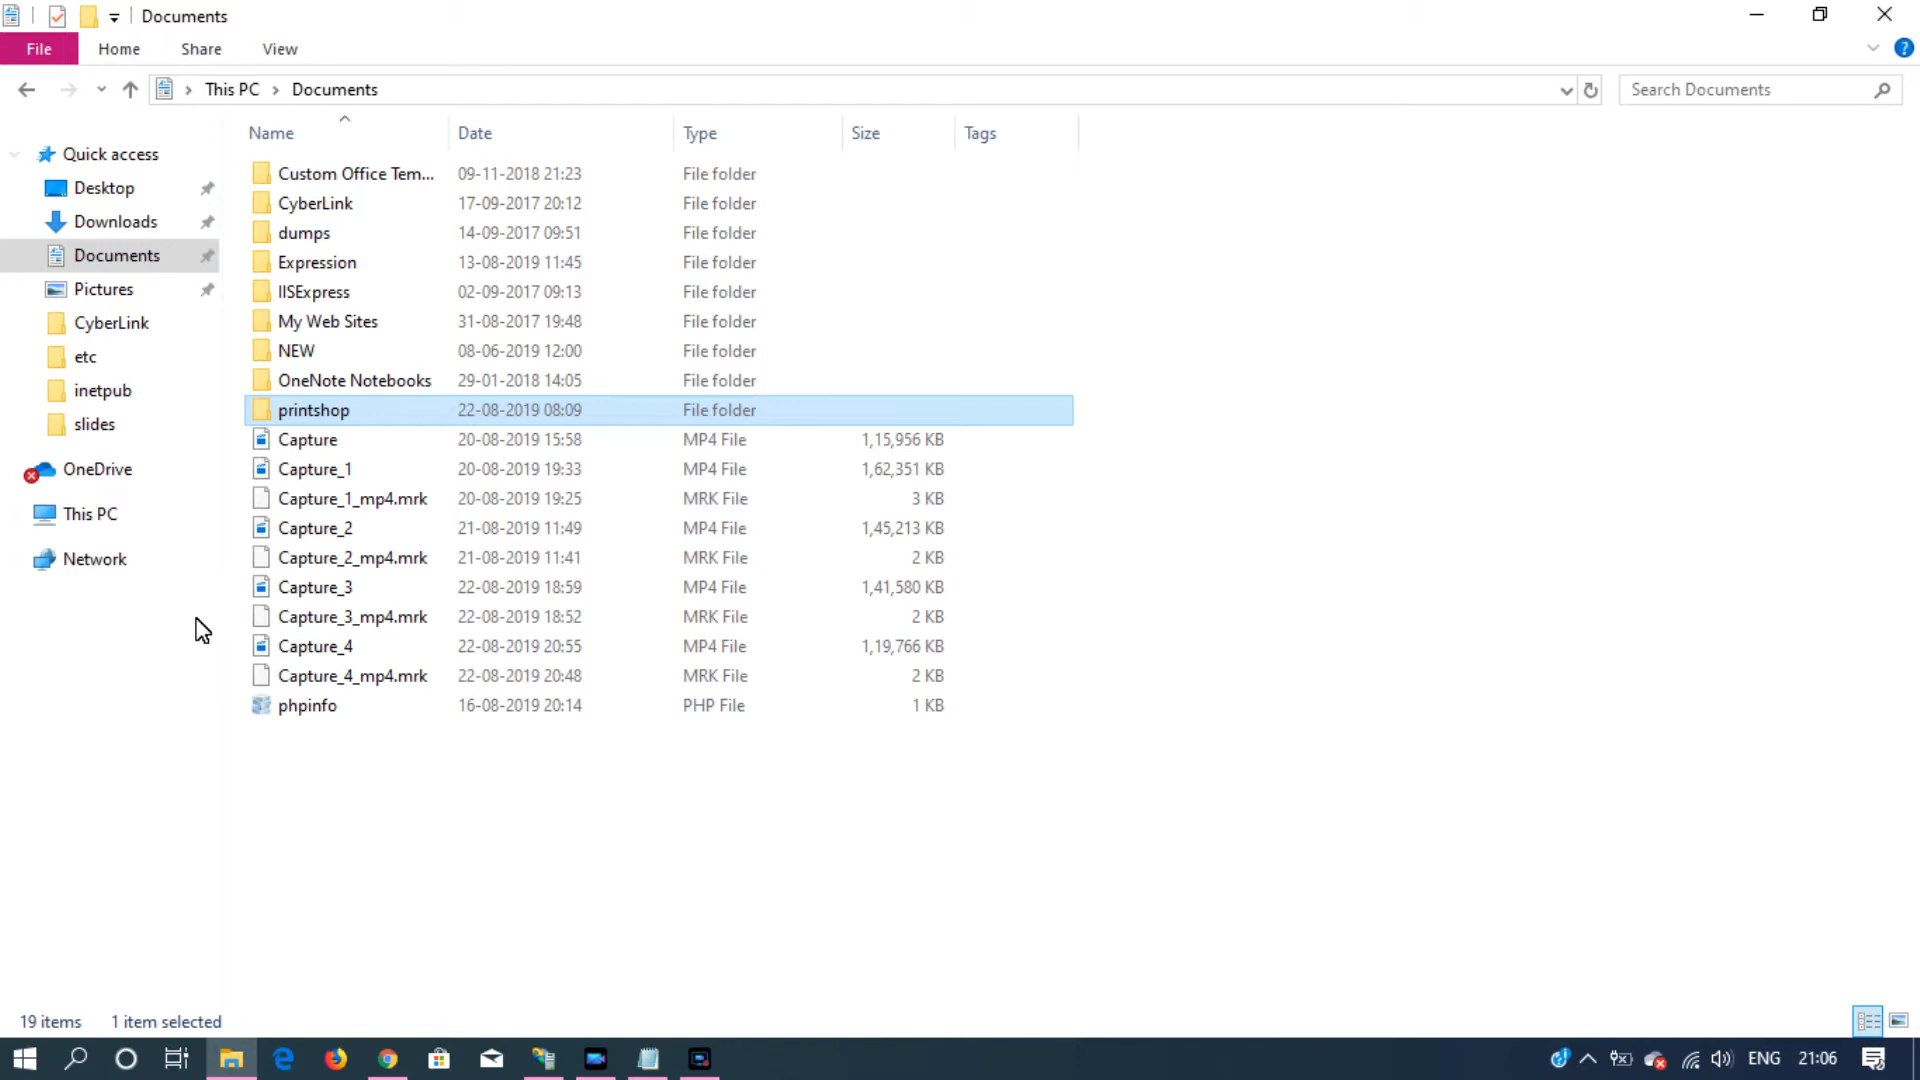 Documents
File Home Share View
This PC Documents Search Documents
Name Date Type Size Tags
Quick access
Desktop
Downloads
Documents
Pictures
CyberLink
etc
inetpub
slides
OneDrive
This PC
Network
Custom Office Tem... 09-11-2018 21:23 File folder
CyberLink 17-09-2017 20:12 File folder
dumps 14-09-2017 09:51 File folder
Expression 13-08-2019 11:45 File folder
IISExpress 02-09-2017 09:13 File folder
My Web Sites 31-08-2017 19:48 File folder
NEW 08-06-2019 12:00 File folder
OneNote Notebooks 29-01-2018 14:05 File folder
printshop 22-08-2019 08:09 File folder
Capture 20-08-2019 15:58 MP4 File 1,15,956 KB
Capture_1 20-08-2019 19:33 MP4 File 1,62,351 KB
Capture_1_mp4.mrk 20-08-2019 19:25 MRK File 3 KB
Capture_2 21-08-2019 11:49 MP4 File 1,45,213 KB
Capture_2_mp4.mrk 21-08-2019 11:41 MRK File 2 KB
Capture_3 22-08-2019 18:59 MP4 File 1,41,580 KB
Capture_3_mp4.mrk 22-08-2019 18:52 MRK File 2 KB
Capture_4 22-08-2019 20:55 MP4 File 1,19,766 KB
Capture_4_mp4.mrk 22-08-2019 20:48 MRK File 2 KB
phpinfo 16-08-2019 20:14 PHP File 1 KB
19 items 1 item selected
ENG 21:06